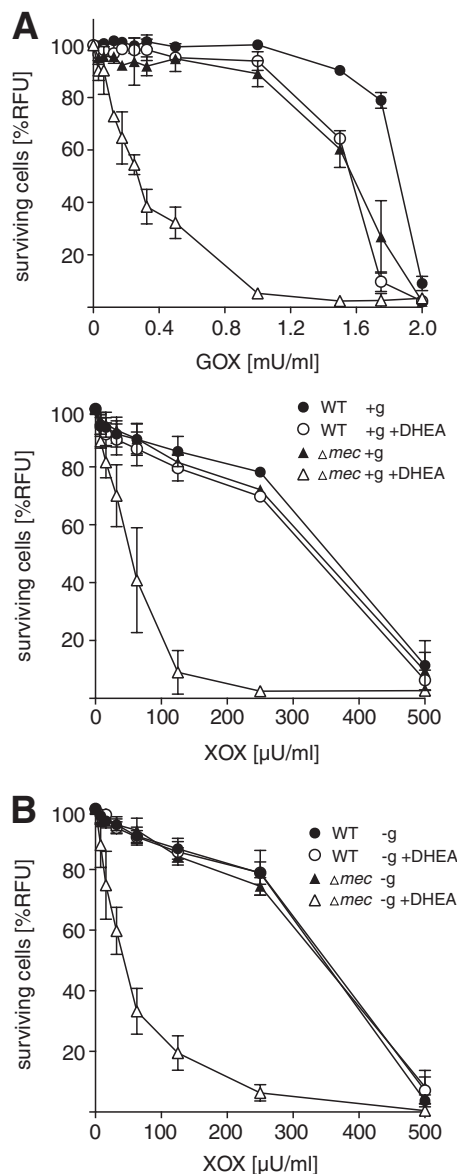 A
surviving cells [%RFU]
100
80
60
40
20
0
0.4
0.8
1.2
1.6
2.0
GOX [mU/ml]
surviving cells [%RFU]
100
80
60
40
20
● WT +g
○ WT +g +DHEA
▲ △mec +g
△ △mec +g +DHEA
0
100
200
300
400
500
XOX [µU/ml]
B
surviving cells [%RFU]
100
80
60
40
20
● WT -g
○ WT -g +DHEA
▲ △mec -g
△ △mec -g +DHEA
0
100
200
300
400
500
XOX [µU/ml]